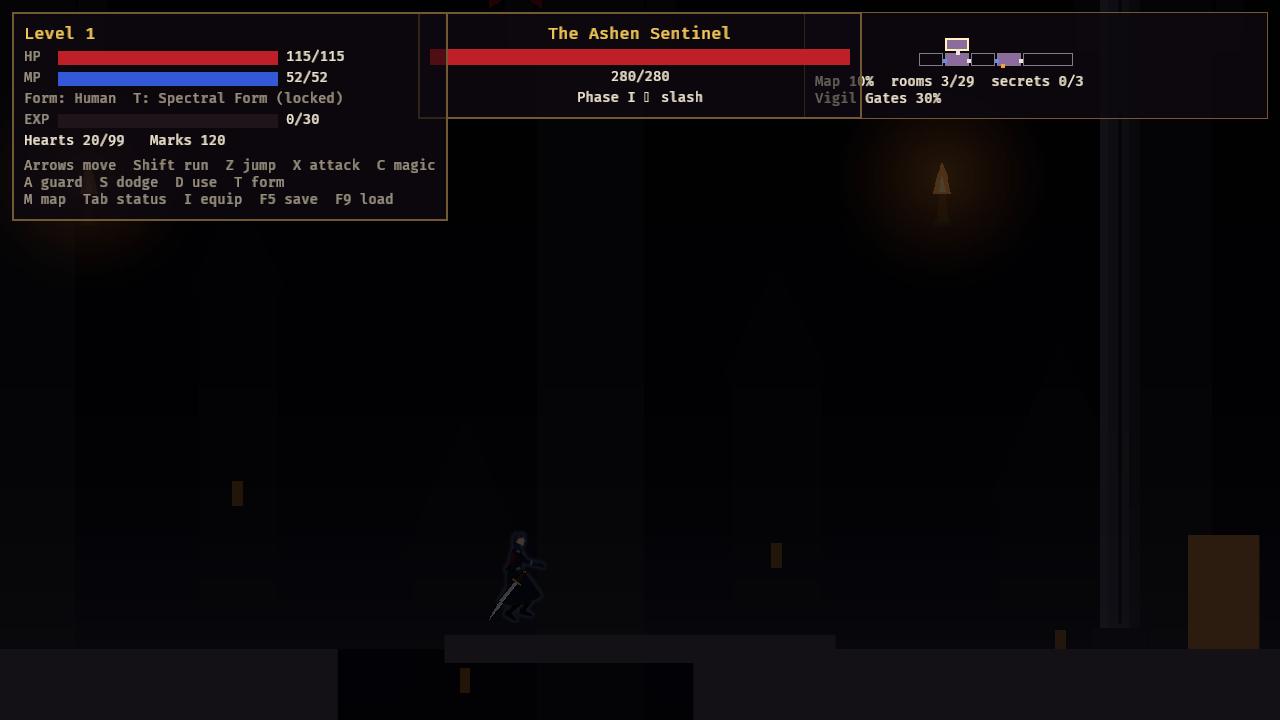 Level 1
HP 115/115
MP 52/52
Form: Human T: Spectral Form (locked)
EXP 0/30
Hearts 20/99 Marks 120
Arrows move Shift run Z jump X attack C magic
A guard S dodge D use T form
M map Tab status I equip F5 save F9 load
The Ashen Sentinel
280/280
Phase I ▯ slash
Map 10% rooms 3/29 secrets 0/3
Vigil Gates 30%